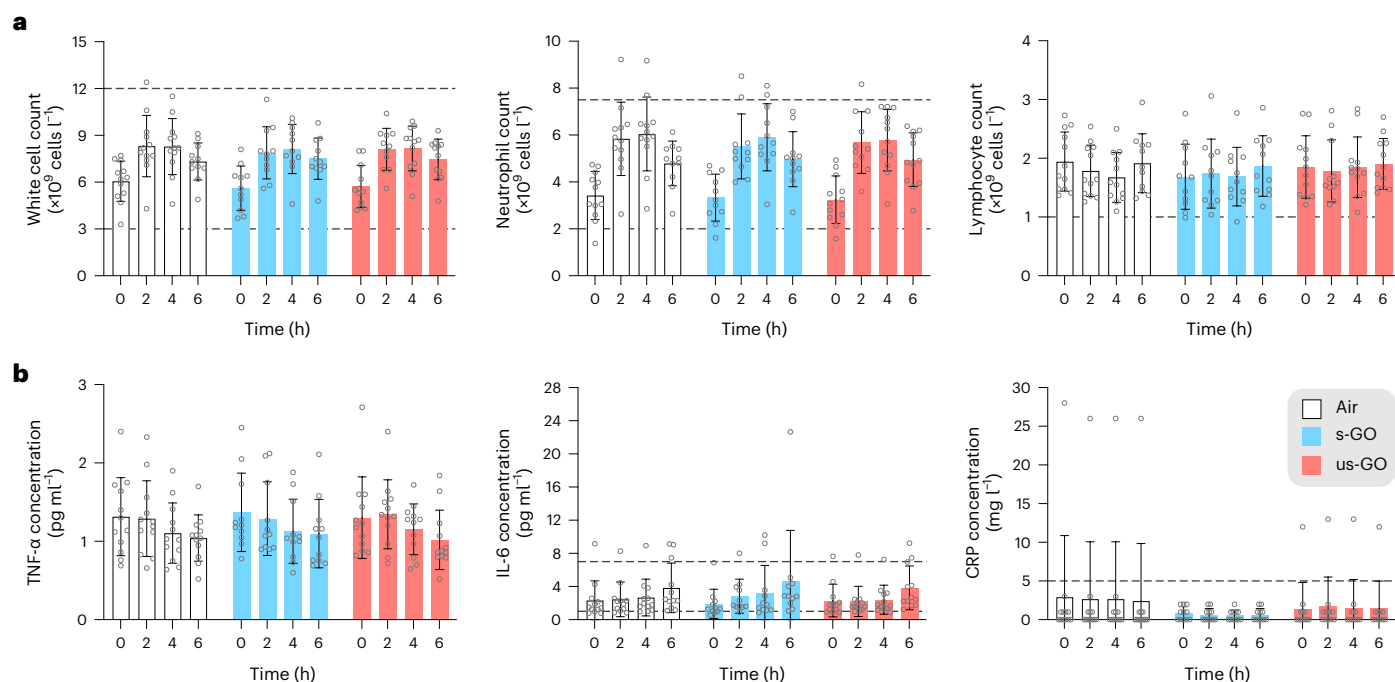 a
White cell count
(×10⁹ cells l⁻¹)
15
12
9
6
3
0
0 2 4 6 0 2 4 6 0 2 4 6
Time (h)
Neutrophil count
(×10⁹ cells l⁻¹)
10
8
6
4
2
0
0 2 4 6 0 2 4 6 0 2 4 6
Time (h)
Lymphocyte count
(×10⁹ cells l⁻¹)
4
3
2
1
0
0 2 4 6 0 2 4 6 0 2 4 6
Time (h)
b
TNF-α concentration
(pg ml⁻¹)
3
2
1
0
0 2 4 6 0 2 4 6 0 2 4 6
Time (h)
IL-6 concentration
(pg ml⁻¹)
28
24
20
16
12
8
4
0
0 2 4 6 0 2 4 6 0 2 4 6
Time (h)
CRP concentration
(mg l⁻¹)
30
25
20
15
10
5
0
0 2 4 6 0 2 4 6 0 2 4 6
Time (h)
Air
s-GO
us-GO